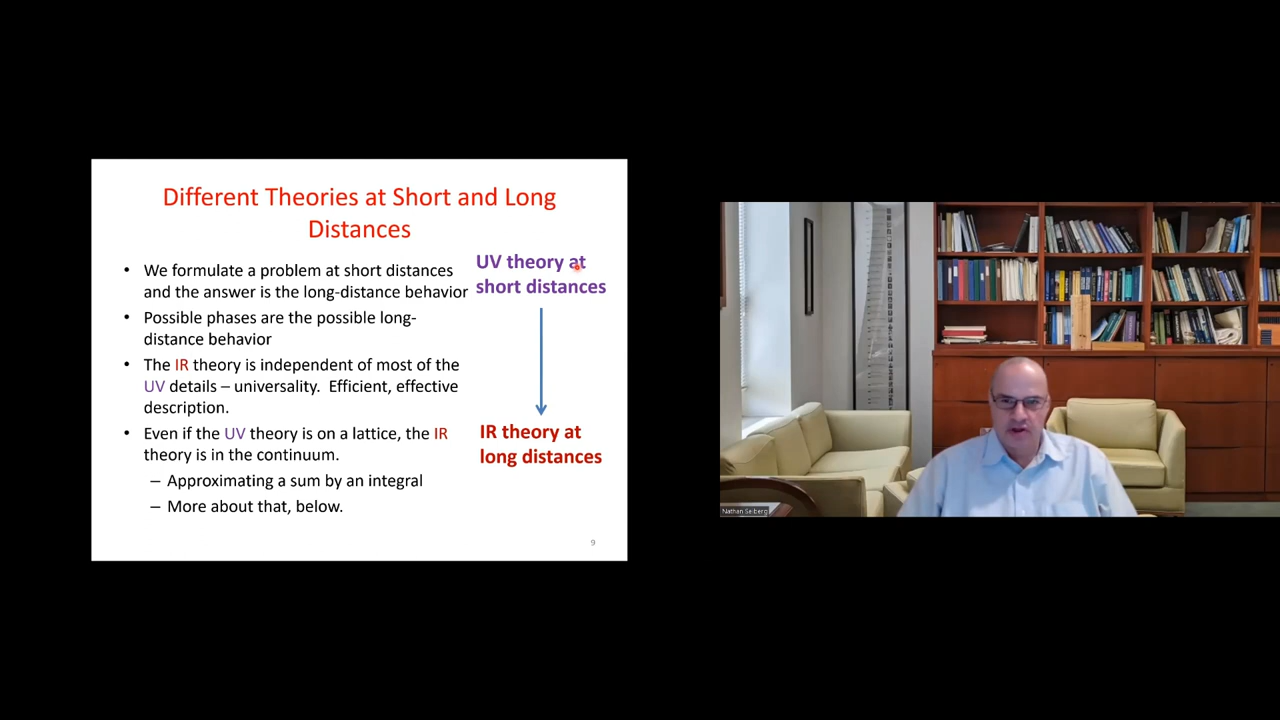 Different Theories at Short and Long
Distances
• We formulate a problem at short distances
and the answer is the long-distance behavior
• Possible phases are the possible long-
distance behavior
• The IR theory is independent of most of the
UV details – universality. Efficient, effective
description.
• Even if the UV theory is on a lattice, the IR
theory is in the continuum.
– Approximating a sum by an integral
– More about that, below.
UV theory at
short distances
IR theory at
long distances
9
Nathan Seiberg